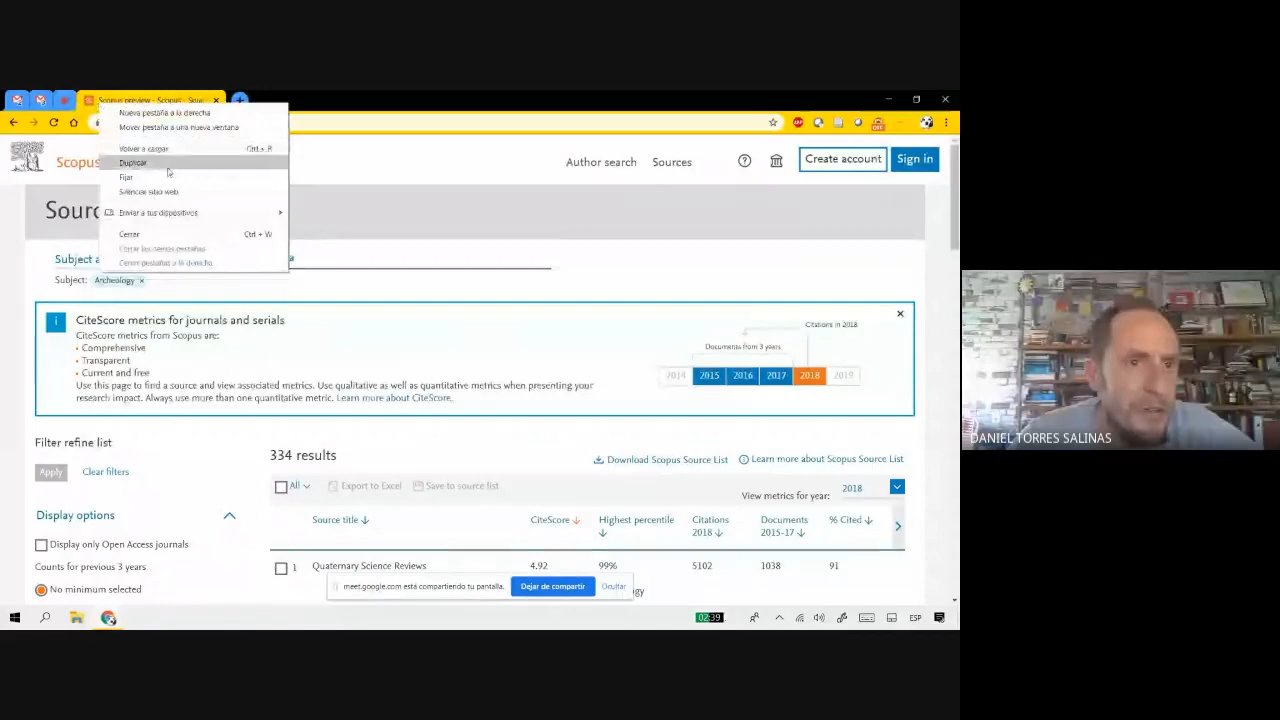 Scopus preview - Scopus - Sour
Nueva pestaña a la derecha
Mover pestaña a una nueva ventana
Volver a cargar Ctrl + R
Duplicar
Fijar
Silenciar sitio web
Enviar a tus dispositivos
Cerrar Ctrl + W
Cerrar las demás pestañas
Cerrar pestañas a la derecha
Scopus
Author search Sources Create account Sign in
Sourc
Subject a
Subject: Archeology ×
CiteScore metrics for journals and serials
CiteScore metrics from Scopus are:
• Comprehensive
• Transparent
• Current and free
Use this page to find a source and view associated metrics. Use qualitative as well as quantitative metrics when presenting your
research impact. Always use more than one quantitative metric. Learn more about CiteScore.
Citations in 2018
Documents from 3 years
2014 2015 2016 2017 2018 2019
Filter refine list
Apply Clear filters
Display options
Display only Open Access journals
Counts for previous 3 years
No minimum selected
334 results
Download Scopus Source List Learn more about Scopus Source List
All Export to Excel Save to source list
View metrics for year: 2018
Source title CiteScore Highest percentile Citations 2018 Documents 2015-17 % Cited
1 Quaternary Science Reviews 4.92 99% 5102 1038 91
ogy
meet.google.com está compartiendo tu pantalla. Dejar de compartir Ocultar
02:39 ESP
DANIEL TORRES SALINAS